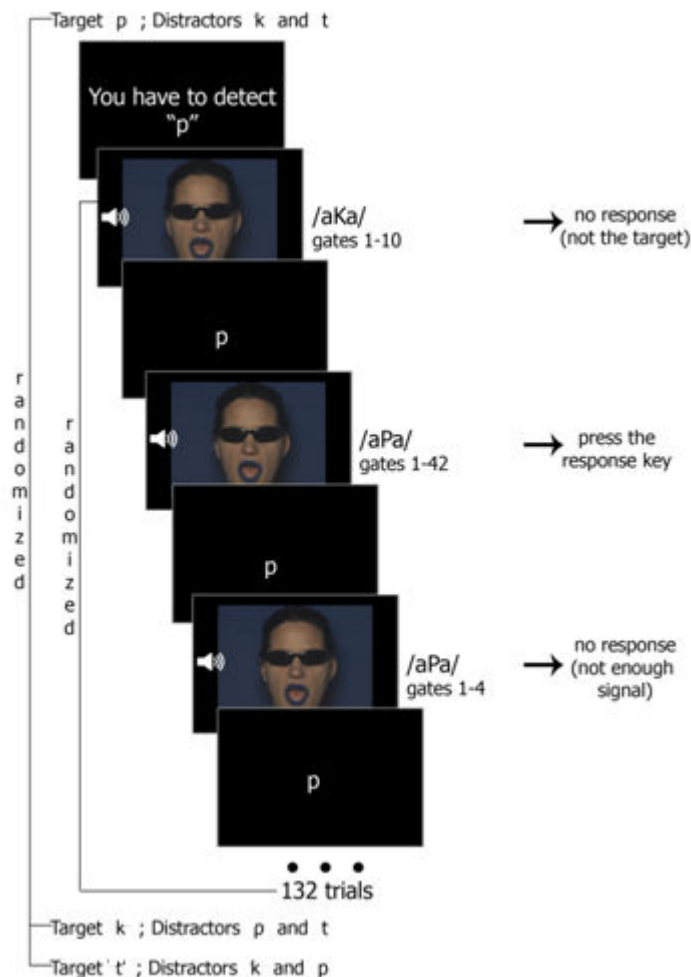 Target p ; Distractors k and t
You have to detect
“p”
/aKa/
gates 1-10
no response
(not the target)
p
/aPa/
gates 1-42
press the
response key
p
/aPa/
gates 1-4
no response
(not enough
signal)
p
randomized
randomized
132 trials
Target k ; Distractors p and t
Target 't' ; Distractors k and p